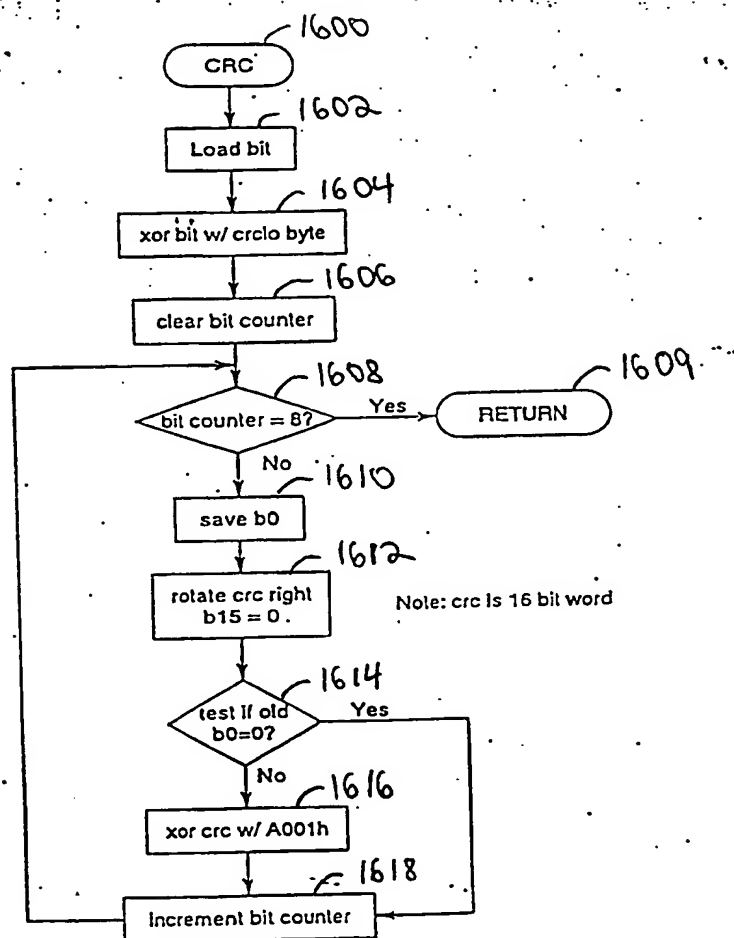 1600
CRC
1602
Load bit
1604
xor bit w/ crclo byte
1606
clear bit counter
1608
1609
bit counter = 8?
Yes
RETURN
No
1610
save b0
1612
rotate crc right
b15 = 0.
Note: crc is 16 bit word
1614
test if old
b0=0?
Yes
No
1616
xor crc w/ A001h
1618
Increment bit counter